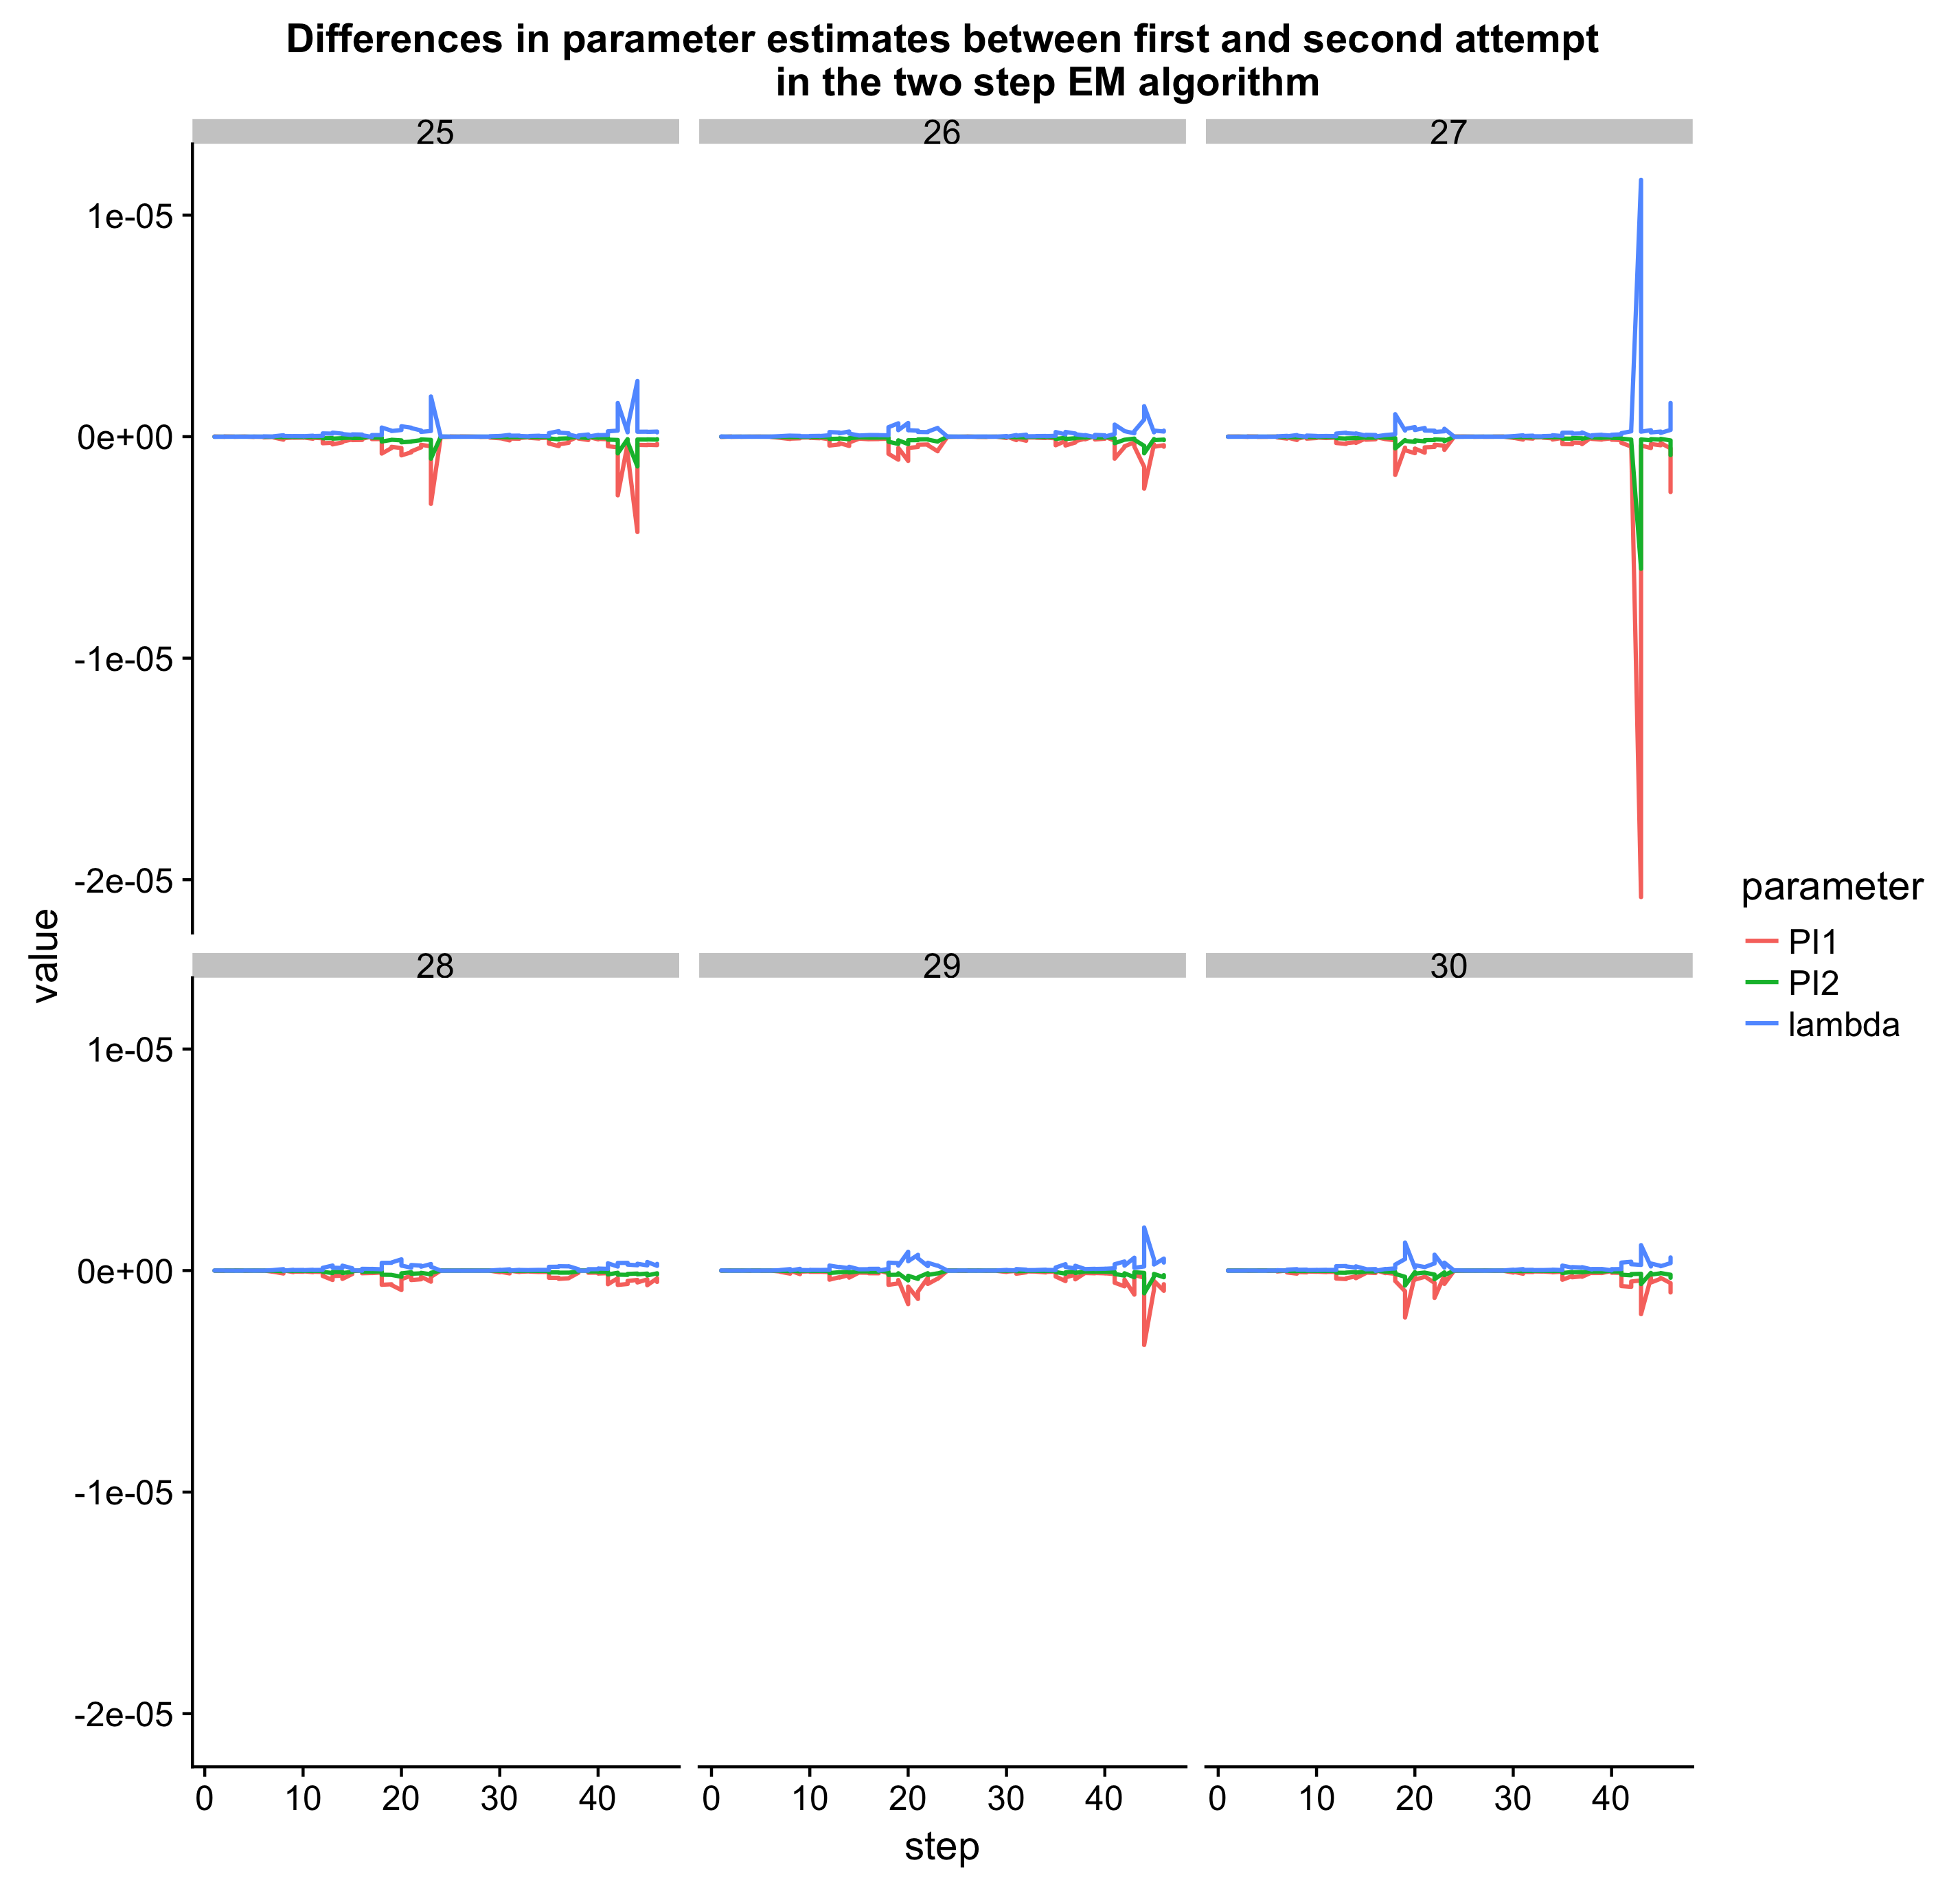 Differences in parameter estimates between first and second attempt
in the two step EM algorithm
25 26 27
1e-05
0e+00
-1e-05
-2e-05
value
28 29 30
1e-05
0e+00
-1e-05
-2e-05
0 10 20 30 40 0 10 20 30 40 0 10 20 30 40
step
parameter
PI1
PI2
lambda